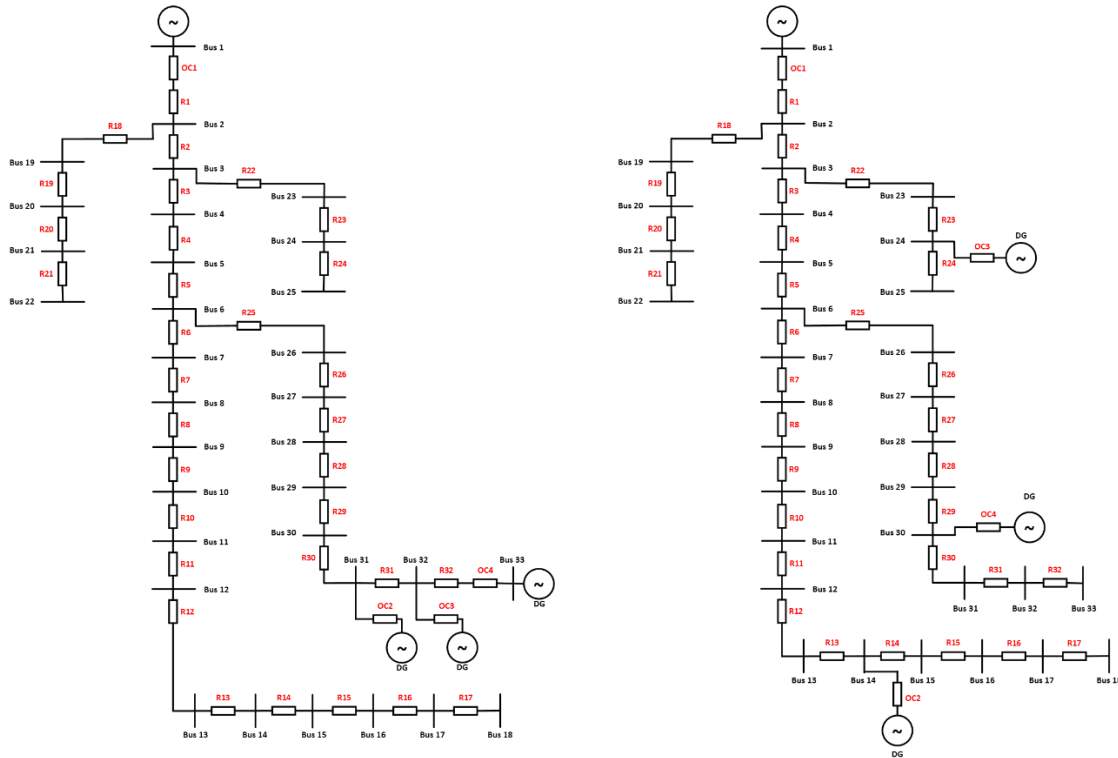 ~
Bus 1
OC1
R1
R18
Bus 2
R2
Bus 19
Bus 3
R22
R19
R3
Bus 23
Bus 20
Bus 4
R23
R20
R4
Bus 24
Bus 21
Bus 5
R24
R21
R5
Bus 25
Bus 22
Bus 6
R25
R6
Bus 26
Bus 7
R26
R7
Bus 27
Bus 8
R27
R8
Bus 28
Bus 9
R28
R9
Bus 29
Bus 10
R29
R10
Bus 30
Bus 11
R30
Bus 31
Bus 32
Bus 33
R11
R31
R32
OC4
~
DG
Bus 12
OC2
OC3
R12
~
~
DG
DG
R13
R14
R15
R16
R17
Bus 13
Bus 14
Bus 15
Bus 16
Bus 17
Bus 18
~
Bus 1
OC1
R1
R18
Bus 2
R2
Bus 19
Bus 3
R22
R19
R3
Bus 23
Bus 20
Bus 4
R23
R20
R4
Bus 24
DG
OC3
~
Bus 21
Bus 5
R24
R21
R5
Bus 25
Bus 22
Bus 6
R25
R6
Bus 26
Bus 7
R26
R7
Bus 27
Bus 8
R27
R8
Bus 28
Bus 9
R28
R9
Bus 29
DG
Bus 10
R29
OC4
~
R10
Bus 30
Bus 11
R30
R31
R32
R11
Bus 31
Bus 32
Bus 33
Bus 12
R12
R13
R14
R15
R16
R17
Bus 13
Bus 14
Bus 15
Bus 16
Bus 17
Bus 18
OC2
~
DG